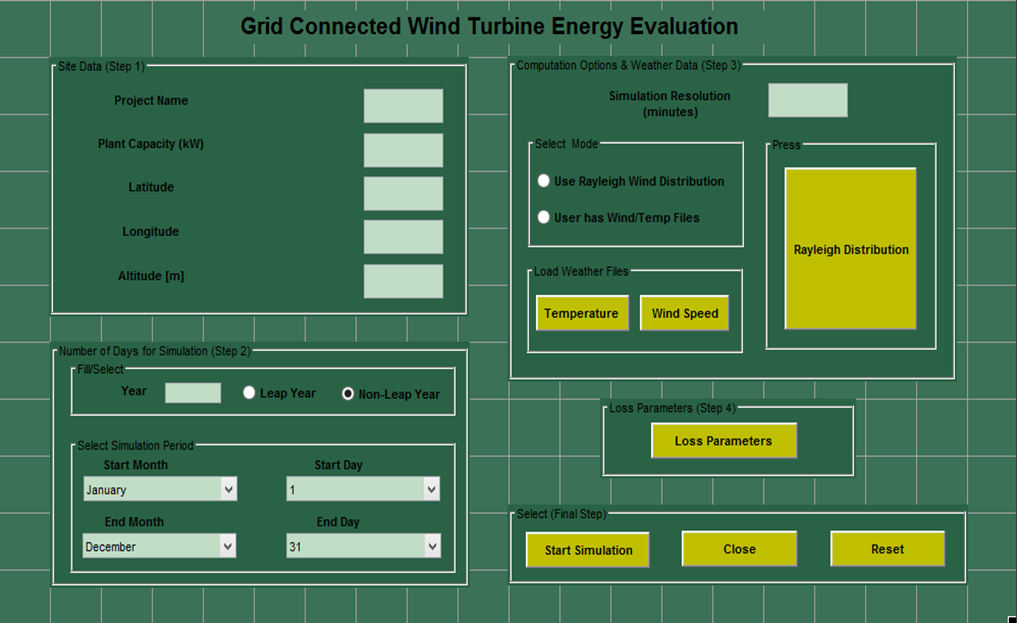 Grid Connected Wind Turbine Energy Evaluation
Site Data (Step 1)
Project Name
Plant Capacity (kW)
Latitude
Longitude
Altitude [m]
Number of Days for Simulation (Step 2)
Fill/Select
Year
Leap Year
Non-Leap Year
Select Simulation Period
Start Month
Start Day
January
1
End Month
End Day
December
31
Computation Options & Weather Data (Step 3)
Simulation Resolution
(minutes)
Select Mode
Use Rayleigh Wind Distribution
User has Wind/Temp Files
Load Weather Files
Temperature
Wind Speed
Press
Rayleigh Distribution
Loss Parameters (Step 4)
Loss Parameters
Select (Final Step)
Start Simulation
Close
Reset